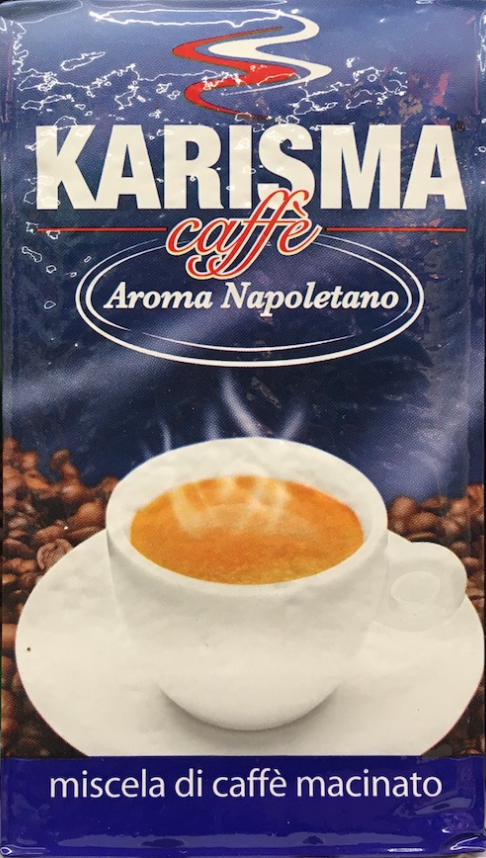 KARISMA
caffè
Aroma Napoletano
miscela di caffè macinato